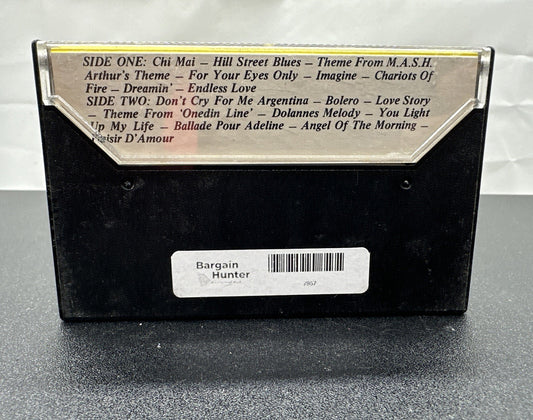 SIDE ONE: Chi Mai – Hill Street Blues – Theme From M.A.S.H.
Arthur's Theme – For Your Eyes Only – Imagine – Chariots Of
Fire – Dreamin' – Endless Love
SIDE TWO: Don't Cry For Me Argentina – Bolero – Love Story
– Theme From 'Onedin Line' – Dolannes Melody – You Light
Up My Life – Ballade Pour Adeline – Angel Of The Morning –
D'Amour
Bargain
Hunter